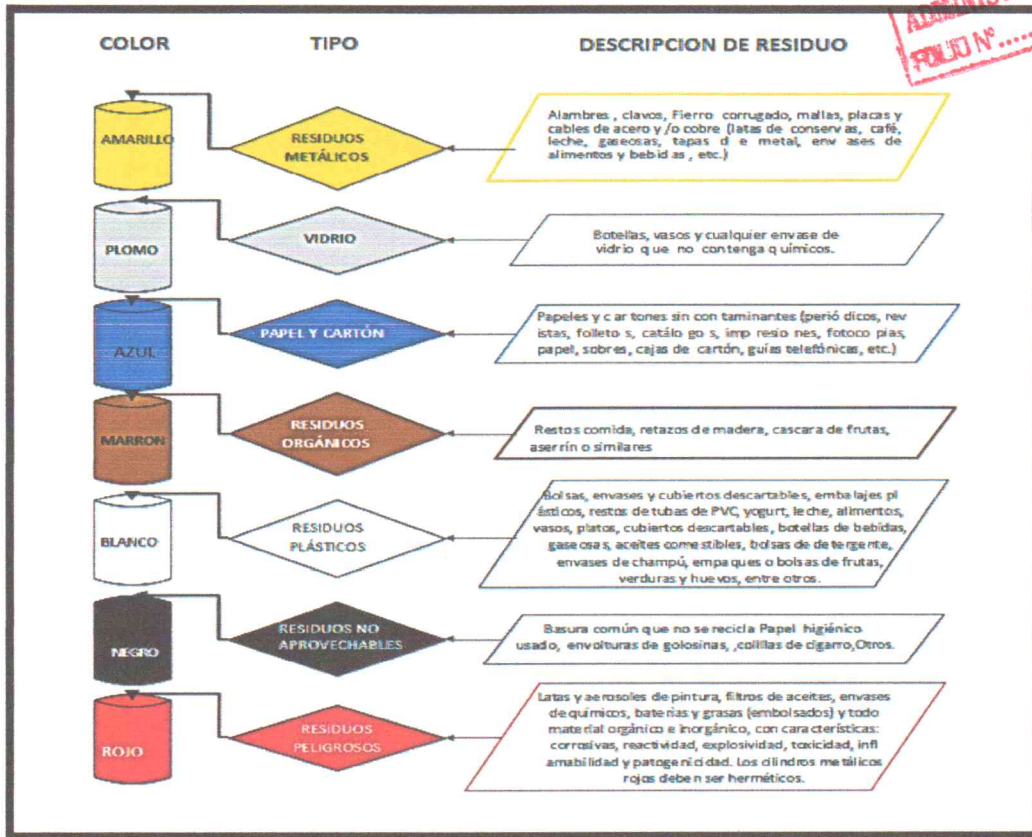 COLOR TIPO DESCRIPCION DE RESIDUO
FOLIO Nº.....
AMARILLO
RESIDUOS
METÁLICOS
Alambres , clavos, Fierro corrugado, mallas, placas y
cables de acero y /o cobre (latas de conservas, café,
leche, gaseosas, tapas d e metal, env ases de
alimentos y bebid as , etc.)
PLOMO
VIDRIO
Botellas, vasos y cualquier envase de
vidrio que no contenga químicos.
AZUL
PAPEL Y CARTÓN
Papeles y c ar tones sin con taminantes (perió dicos, rev
istas, folleto s, catálo go s, imp resio nes, fotoco pias,
papel, sobres, cajas de cartón, guías telefónicas, etc.)
MARRON
RESIDUOS
ORGÁNICOS
Restos comida, retazos de madera, cascara de frutas,
aserrín o similares
BLANCO
RESIDUOS
PLÁSTICOS
Bolsas, envases y cubiertos descartables, embalajes pl
ásticos, restos de tubas de PVC, yogurt, leche, alimentos,
vasos, platos, cubiertos descartables, botellas de bebidas,
gaseosas, aceites comestibles, bolsas de detergente,
envases de champú, empaques o bolsas de frutas,
verduras y huevos, entre otros.
NEGRO
RESIDUOS NO
APROVECHABLES
Basura común que no se recicla Papel higiénico
usado, envolturas de golosinas, ,colillas de cigarro,Otros.
ROJO
RESIDUOS
PELIGROSOS
Latas y aerosoles de pintura, filtros de aceites, envases
de químicos, baterías y grasas (embolsados) y todo
material orgánico e inorgánico, con características:
corrosivas, reactividad, explosividad, toxicidad, infl
amabilidad y patogenicidad. Los cilindros metálicos
rojos deben ser herméticos.